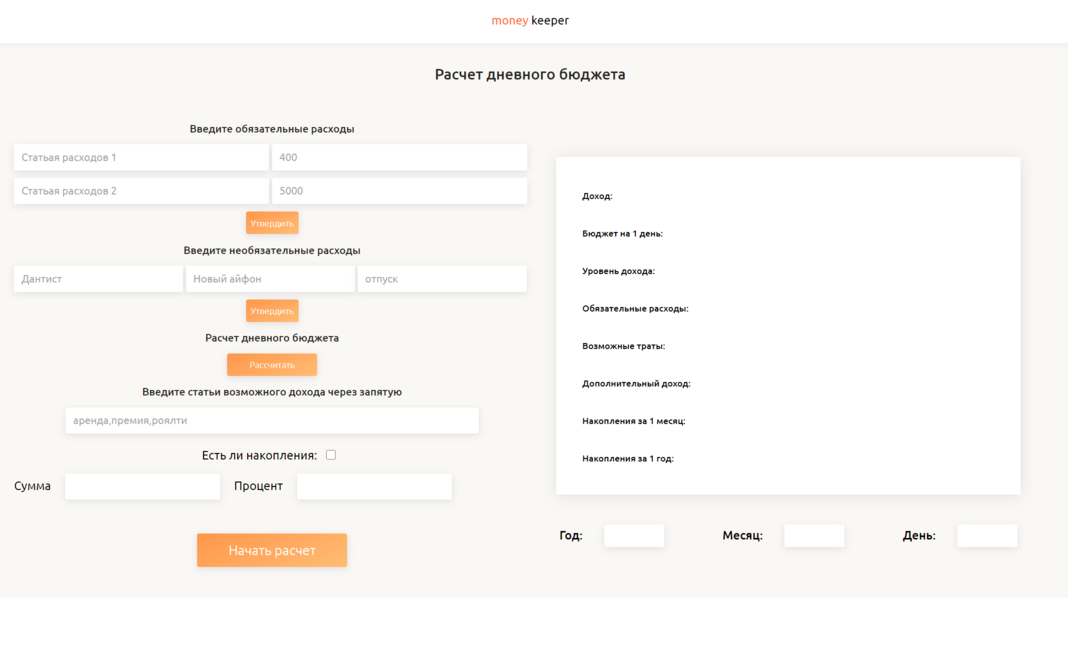 money keeper
Расчет дневного бюджета
Введите обязательные расходы
Статьая расходов 1
400
Статьая расходов 2
5000
Утвердить
Введите необязательные расходы
Дантист
Новый айфон
отпуск
Утвердить
Расчет дневного бюджета
Рассчитать
Введите статьи возможного дохода через запятую
аренда,премия,роялти
Есть ли накопления:
Сумма
Процент
Начать расчет
Доход:
Бюджет на 1 день:
Уровень дохода:
Обязательные расходы:
Возможные траты:
Дополнительный доход:
Накопления за 1 месяц:
Накопления за 1 год:
Год:
Месяц:
День: